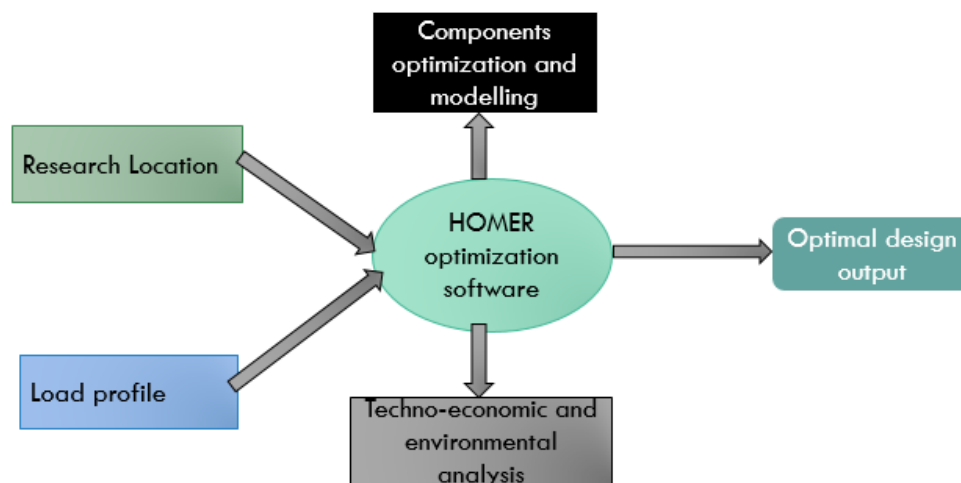 Components
optimization and
modelling
Research Location
HOMER
optimization
software
Optimal design
output
Load profile
Techno-economic and
environmental
analysis